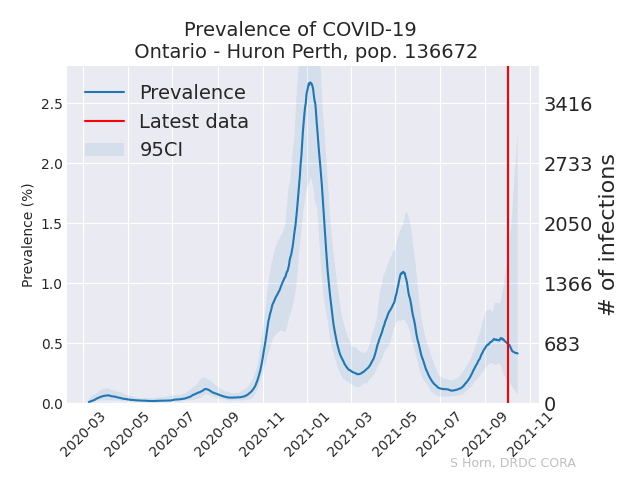 Prevalence of COVID-19
Ontario - Huron Perth, pop. 136672
Prevalence
Latest data
95CI
Prevalence (%)
2.5
2.0
1.5
1.0
0.5
0.0
3416
2733
2050
1366
683
0
# of infections
2020-03
2020-05
2020-07
2020-09
2020-11
2021-01
2021-03
2021-05
2021-07
2021-09
2021-11
S Horn, DRDC CORA